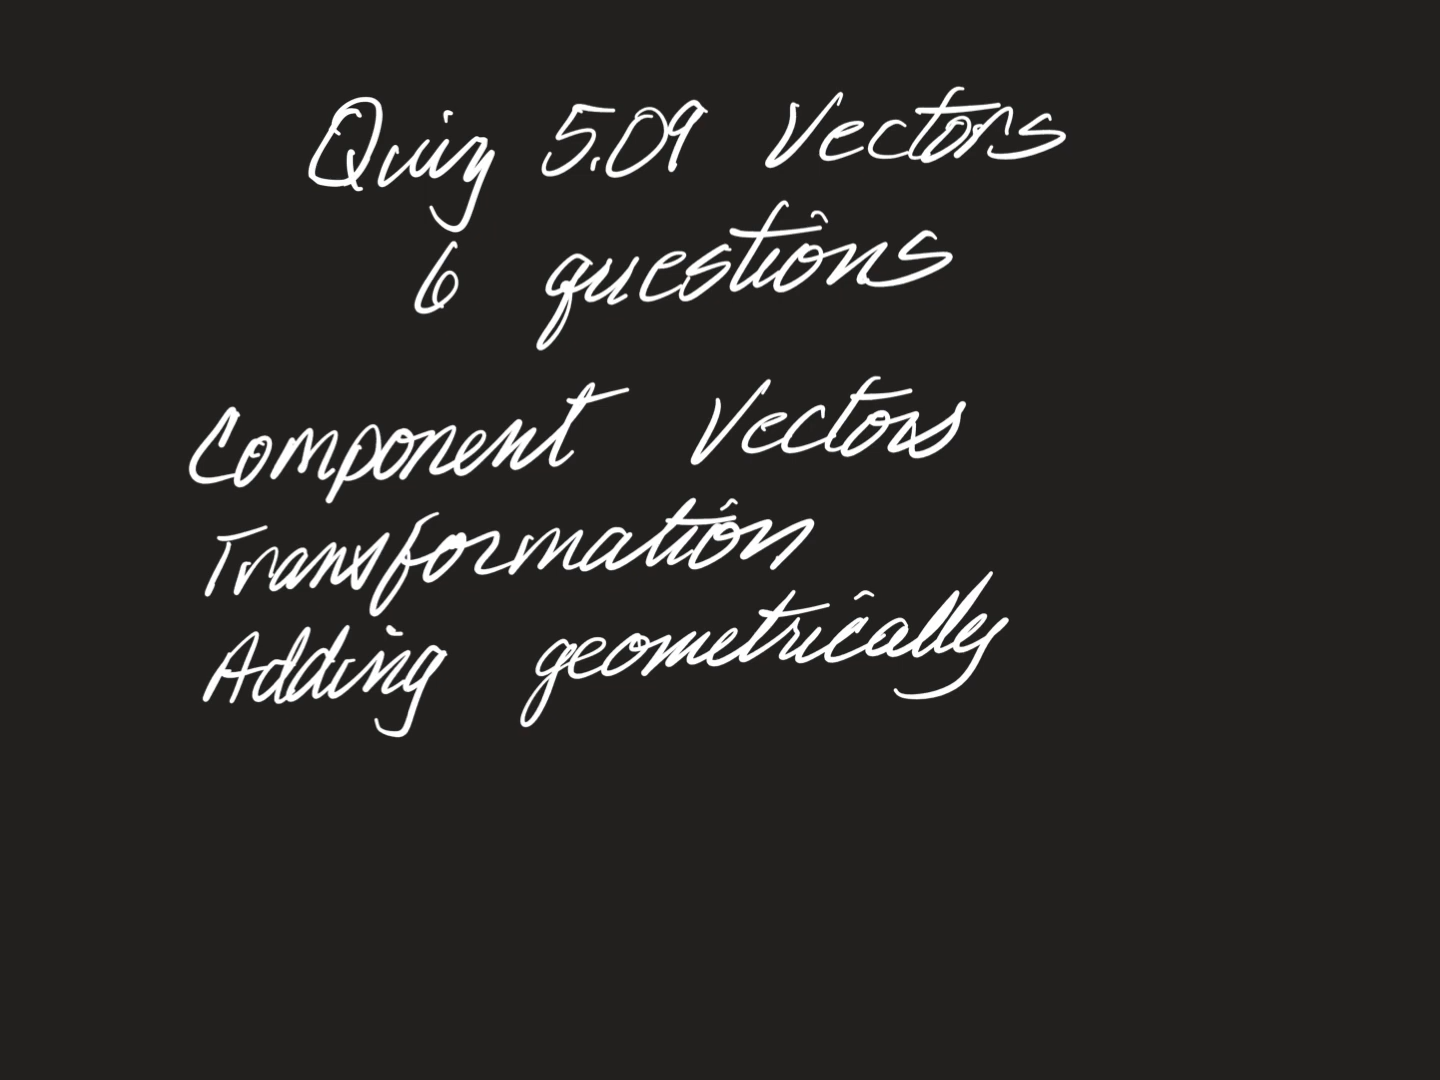 Quiz 5.09 Vectors
6 questions
Component Vectors
Transformation
Adding geometrically